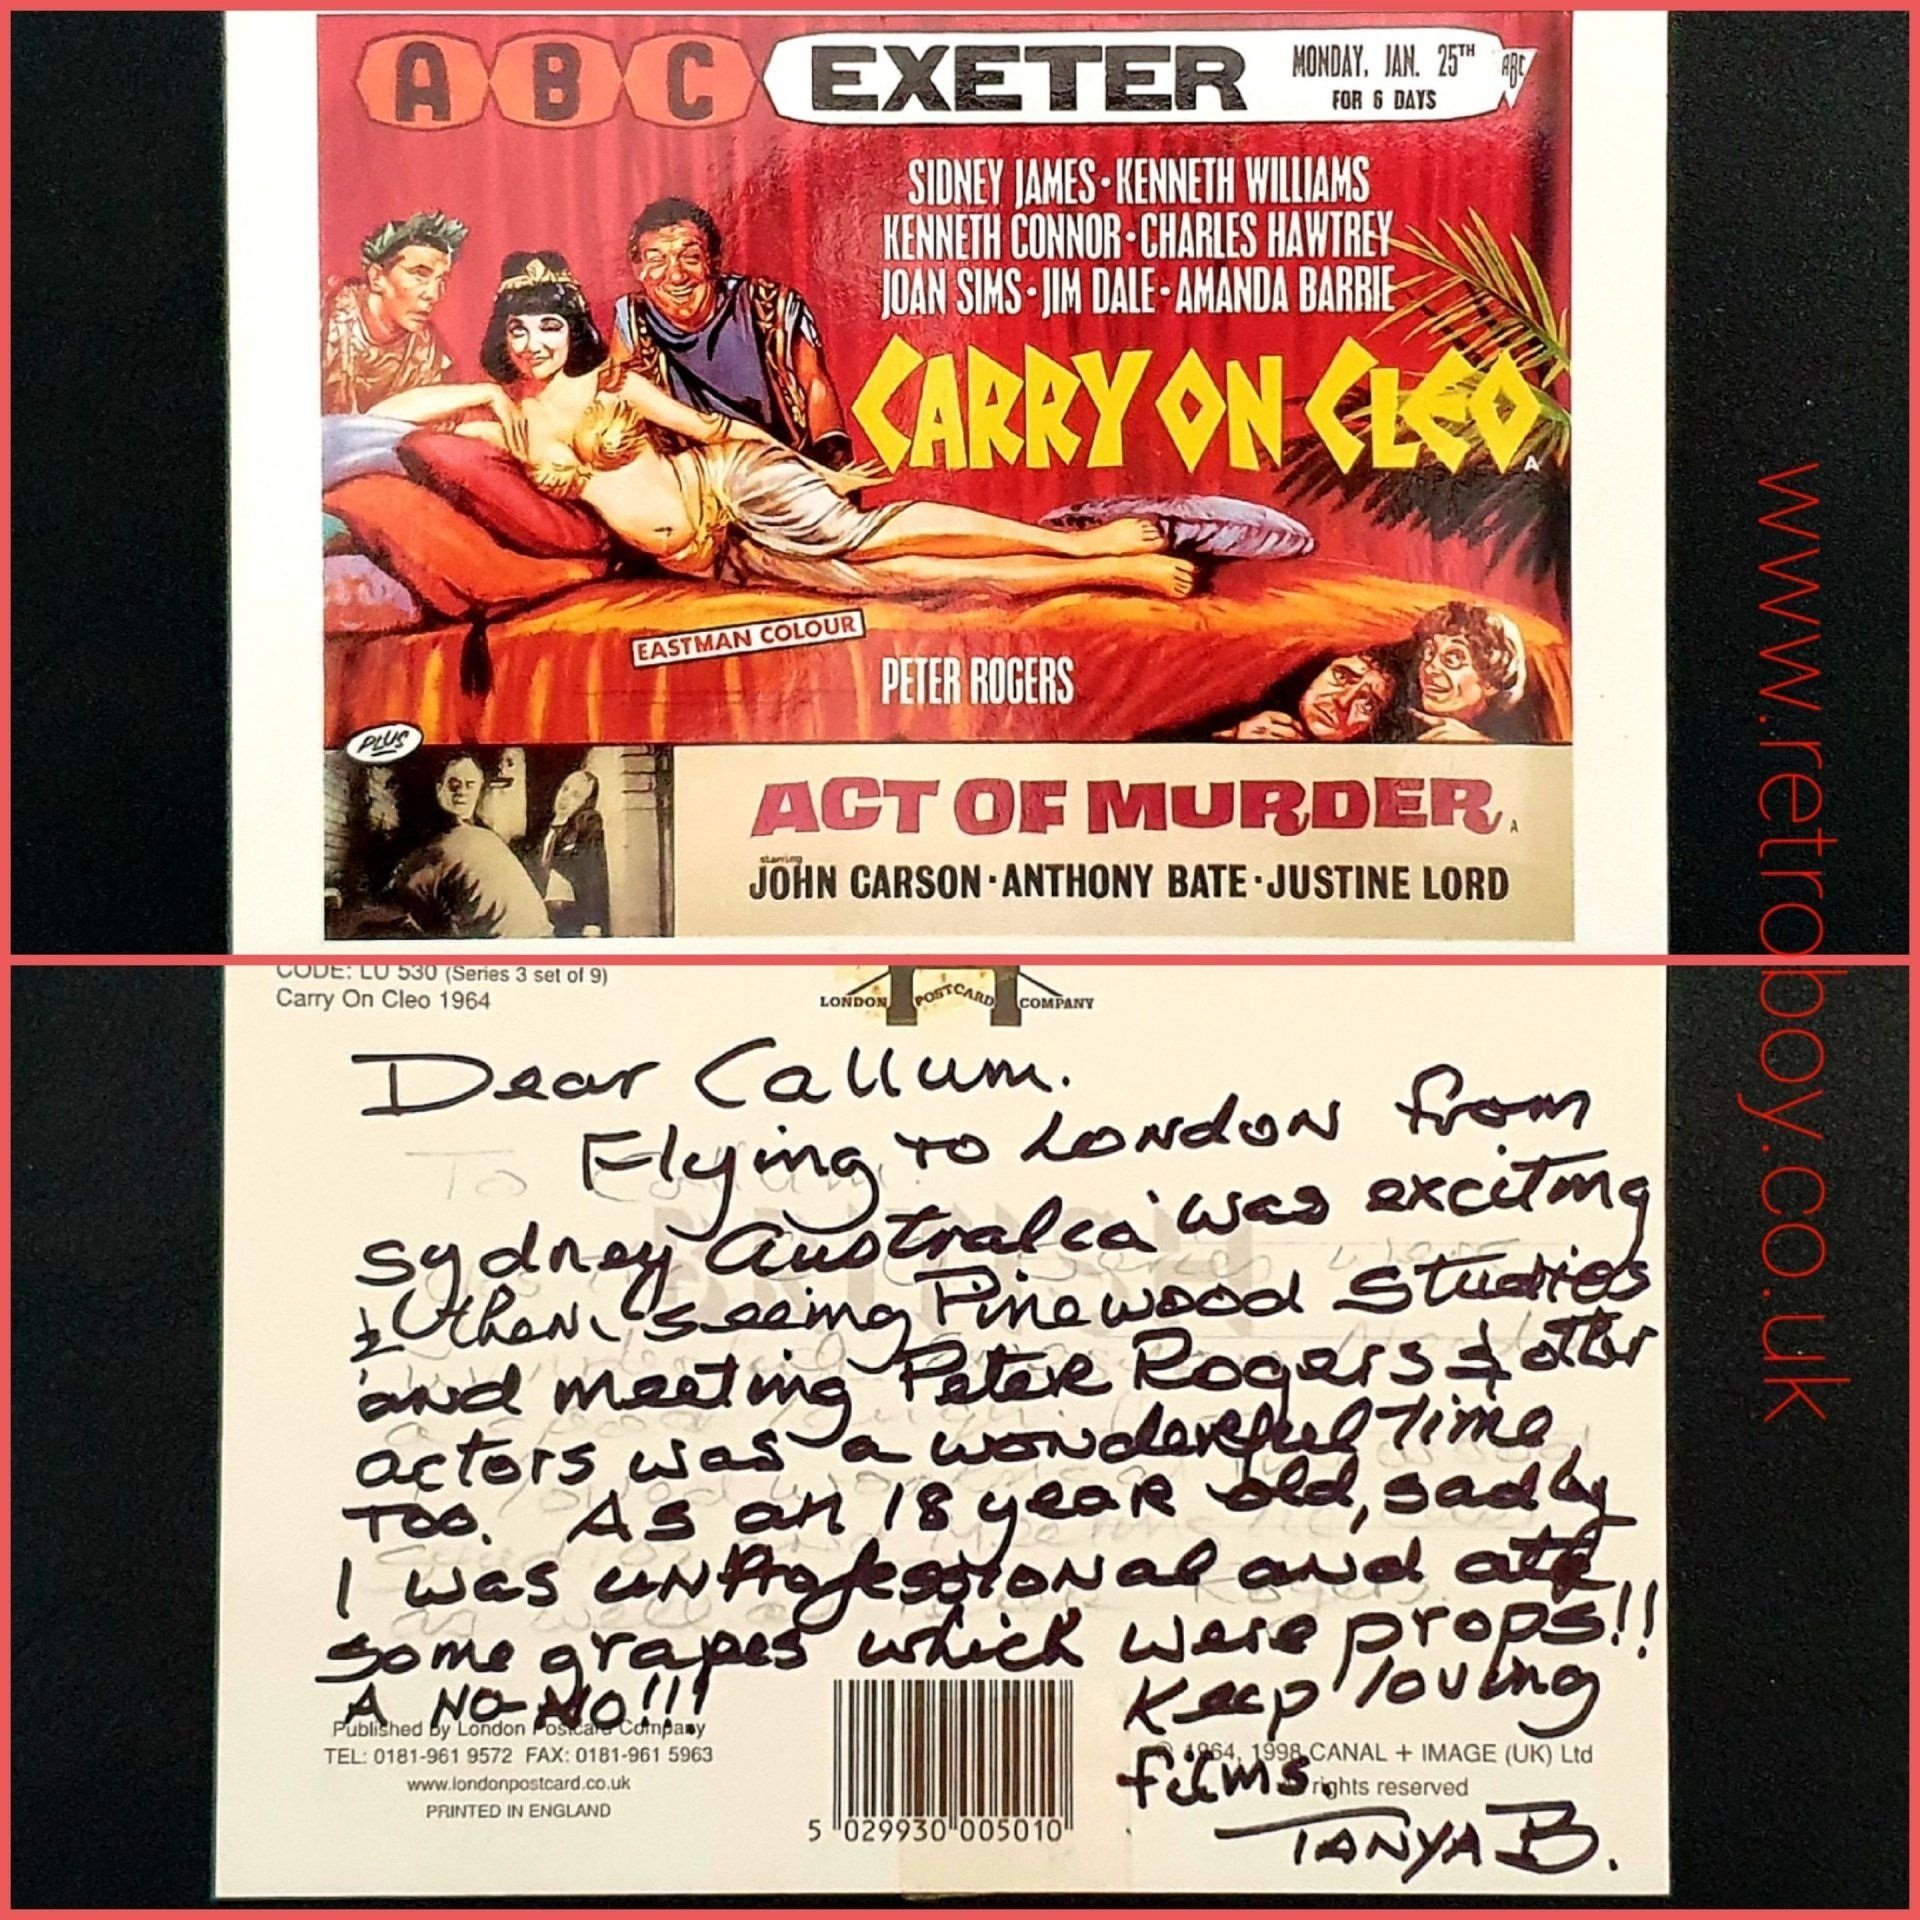 ABC EXETER MONDAY, JAN. 25TH ABC
FOR 6 DAYS
SIDNEY JAMES · KENNETH WILLIAMS
KENNETH CONNOR · CHARLES HAWTREY
JOAN SIMS · JIM DALE · AMANDA BARRIE
CARRY ON CLEO A
EASTMAN COLOUR
PETER ROGERS
PLUS
ACT OF MURDER. A
starring
JOHN CARSON · ANTHONY BATE · JUSTINE LORD
www.retroboy.co.uk
CODE: LU 530 (Series 3 set of 9)
Carry On Cleo 1964
LONDON POSTCARD COMPANY
Dear Callum.
Flying to London from
Sydney Australia was exciting
& then seeing Pinewood Studios
and meeting Peter Rogers & other
actors was a wonderful time,
too. As an 18 year old, sadly
I was unprofessional and ate
some grapes which were props!!
A NO-NO!!! Keep loving
films.
TANYA B.
Published by London Postcard Company
TEL: 0181-961 9572 FAX: 0181-961 5963
www.londonpostcard.co.uk
PRINTED IN ENGLAND
5 029930 005010
© 1964, 1998 CANAL + IMAGE (UK) Ltd
rights reserved